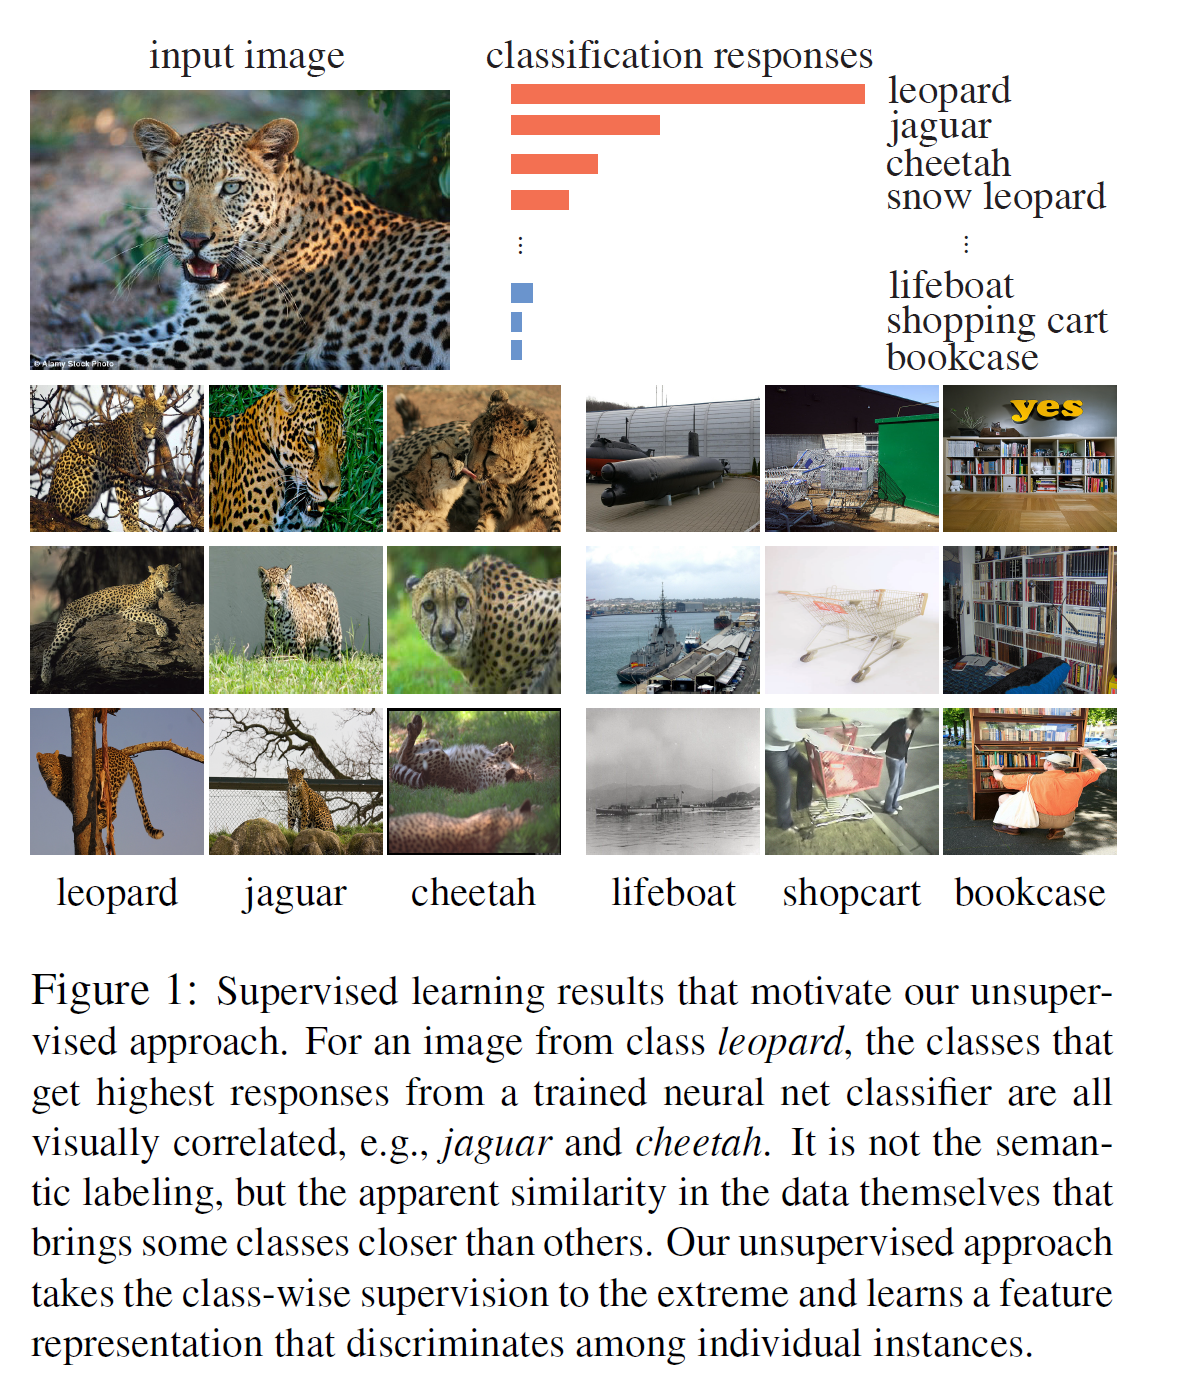 input image
classification responses
leopard
jaguar
cheetah
snow leopard
lifeboat
shopping cart
bookcase
© Alamy Stock Photo
yes
leopard
jaguar
cheetah
lifeboat
shopcart
bookcase
Figure 1: Supervised learning results that motivate our unsuper-
vised approach. For an image from class leopard, the classes that
get highest responses from a trained neural net classifier are all
visually correlated, e.g., jaguar and cheetah. It is not the seman-
tic labeling, but the apparent similarity in the data themselves that
brings some classes closer than others. Our unsupervised approach
takes the class-wise supervision to the extreme and learns a feature
representation that discriminates among individual instances.